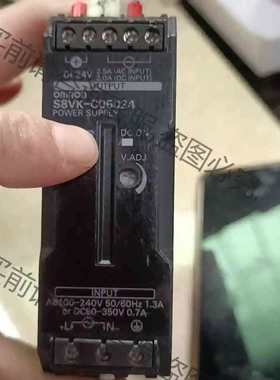 DC24V 2.5A (AC INPUT)
2.0A (DC INPUT)
OUTPUT
omron
S8VK-C06024
POWER SUPPLY
DC ON
V.ADJ
INPUT
AC100-240V 50/60Hz 1.3A
or DC90-350V 0.7A
+L -N